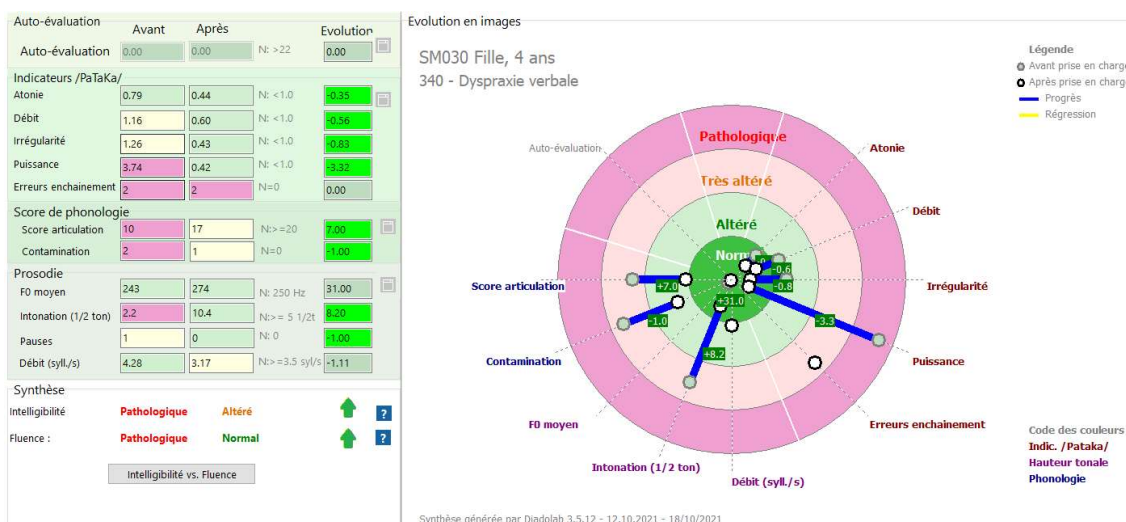 Auto-évaluation
Avant Après Evolution
Auto-évaluation 0.00 0.00 N: >22 0.00
Indicateurs /PaTaKa/
Atonie 0.79 0.44 N: <1.0 -0.35
Débit 1.16 0.60 N: <1.0 -0.56
Irrégularité 1.26 0.43 N: <1.0 -0.83
Puissance 3.74 0.42 N: <1.0 -3.32
Erreurs enchainement 2 2 N=0 0.00
Score de phonologie
Score articulation 10 17 N:>=20 7.00
Contamination 2 1 N=0 -1.00
Prosodie
F0 moyen 243 274 N: 250 Hz 31.00
Intonation (1/2 ton) 2.2 10.4 N:>= 5 1/2t 8.20
Pauses 1 0 N: 0 -1.00
Débit (syll./s) 4.28 3.17 N:>=3.5 syl/s -1.11
Synthèse
Intelligibilité Pathologique Altéré ?
Fluence : Pathologique Normal ?
Intelligibilité vs. Fluence
Evolution en images
SM030 Fille, 4 ans
340 - Dyspraxie verbale
Légende
Avant prise en charge
Après prise en charge
Progrès
Régression
Pathologique
Auto-évaluation
Atonie
Très altéré
Débit
Altéré
-0.6
Score articulation
+7.0
-0.8
Irrégularité
+31.0
-1.0
-3.3
Contamination
+8.2
Puissance
F0 moyen
Erreurs enchainement
Intonation (1/2 ton)
Débit (syll./s)
Code des couleurs
Indic. /Pataka/
Hauteur tonale
Phonologie
Synthèse générée par Diadolab 3.5.12 - 12.10.2021 - 18/10/2021